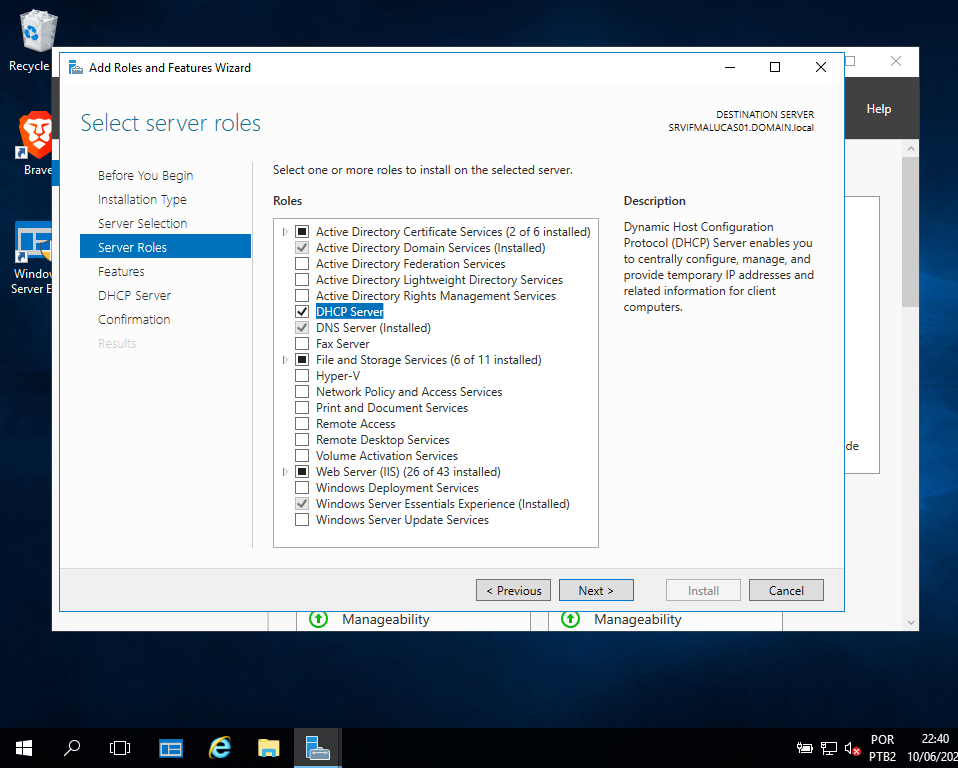 Recycle
Brave
Windo
Server E
Add Roles and Features Wizard
Help
Select server roles
DESTINATION SERVER
SRVIFMALUCAS01.DOMAIN.local
Before You Begin
Installation Type
Server Selection
Server Roles
Features
DHCP Server
Confirmation
Results
Select one or more roles to install on the selected server.
Roles
Active Directory Certificate Services (2 of 6 installed)
Active Directory Domain Services (Installed)
Active Directory Federation Services
Active Directory Lightweight Directory Services
Active Directory Rights Management Services
DHCP Server
DNS Server (Installed)
Fax Server
File and Storage Services (6 of 11 installed)
Hyper-V
Network Policy and Access Services
Print and Document Services
Remote Access
Remote Desktop Services
Volume Activation Services
Web Server (IIS) (26 of 43 installed)
Windows Deployment Services
Windows Server Essentials Experience (Installed)
Windows Server Update Services
Description
Dynamic Host Configuration
Protocol (DHCP) Server enables you
to centrally configure, manage, and
provide temporary IP addresses and
related information for client
computers.
de
< Previous
Next >
Install
Cancel
Manageability
Manageability
POR
PTB2
22:40
10/06/202